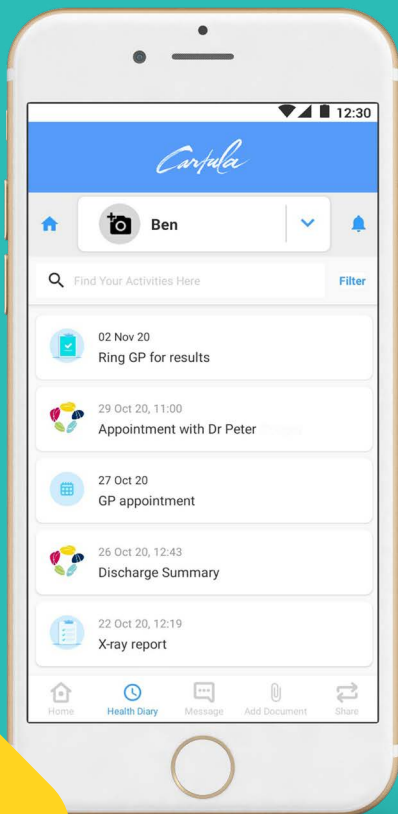 12:30
Cartula
Ben
Find Your Activities Here
Filter
02 Nov 20
Ring GP for results
29 Oct 20, 11:00
Appointment with Dr Peter
27 Oct 20
GP appointment
26 Oct 20, 12:43
Discharge Summary
22 Oct 20, 12:19
X-ray report
Home
Health Diary
Message
Add Document
Share